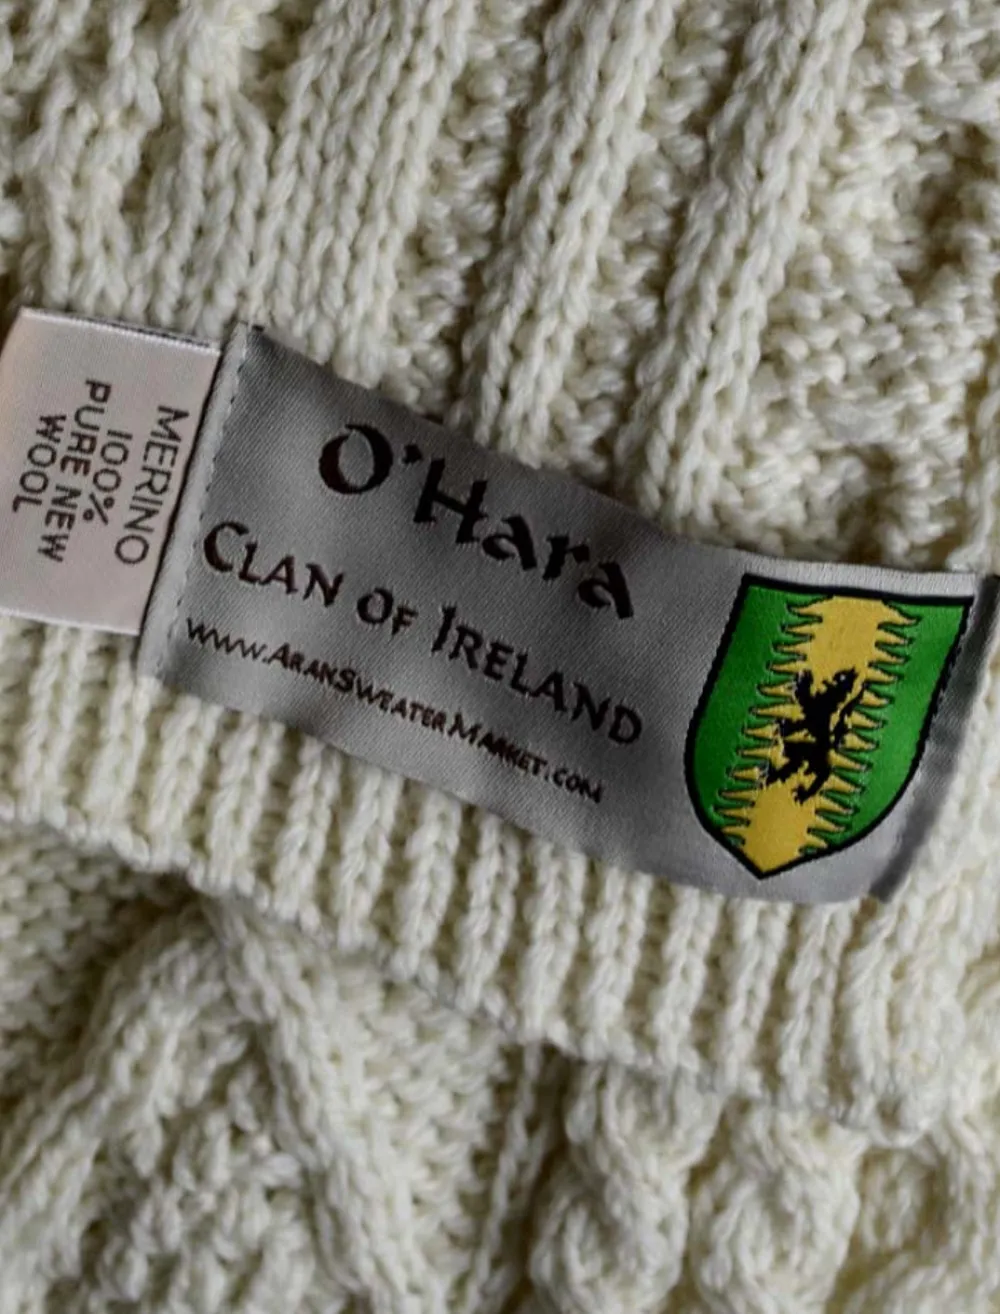 MERINO
100%
PURE NEW
WOOL
O'Hara
CLAN OF IRELAND
WWW.ARANSWEATERMARKET.COM